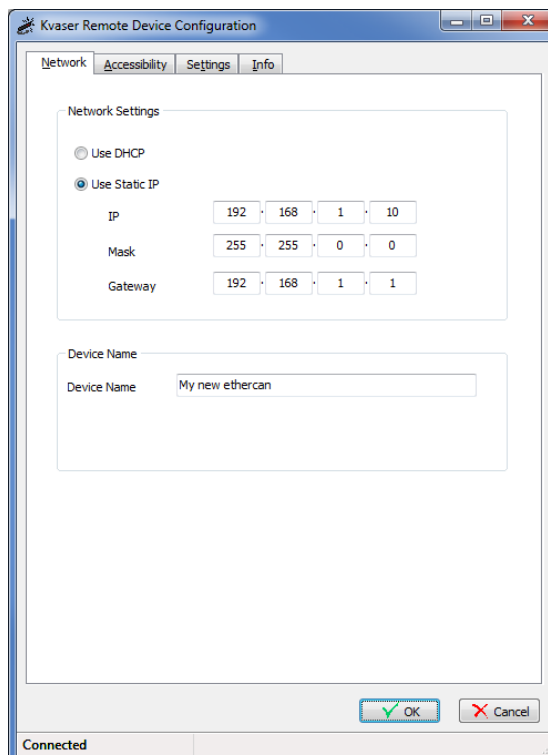 Kvaser Remote Device Configuration
Network Accessibility Settings Info
Network Settings
Use DHCP
Use Static IP
IP 192 . 168 . 1 . 10
Mask 255 . 255 . 0 . 0
Gateway 192 . 168 . 1 . 1
Device Name
Device Name My new ethercan
OK Cancel
Connected